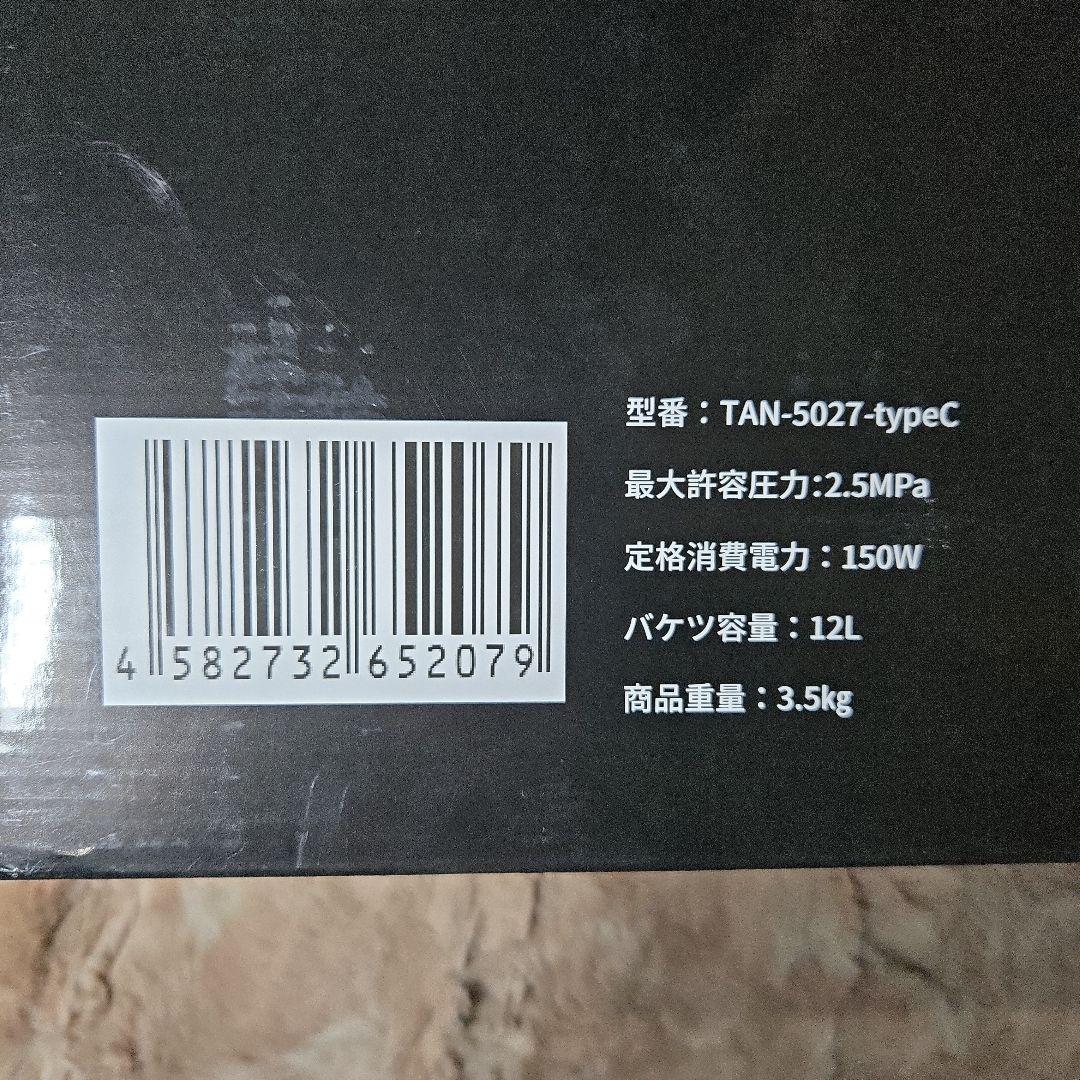 型番：TAN-5027-typeC
最大許容圧力:2.5MPa
定格消費電力：150W
バケツ容量：12L
商品重量：3.5kg
4 582732 652079